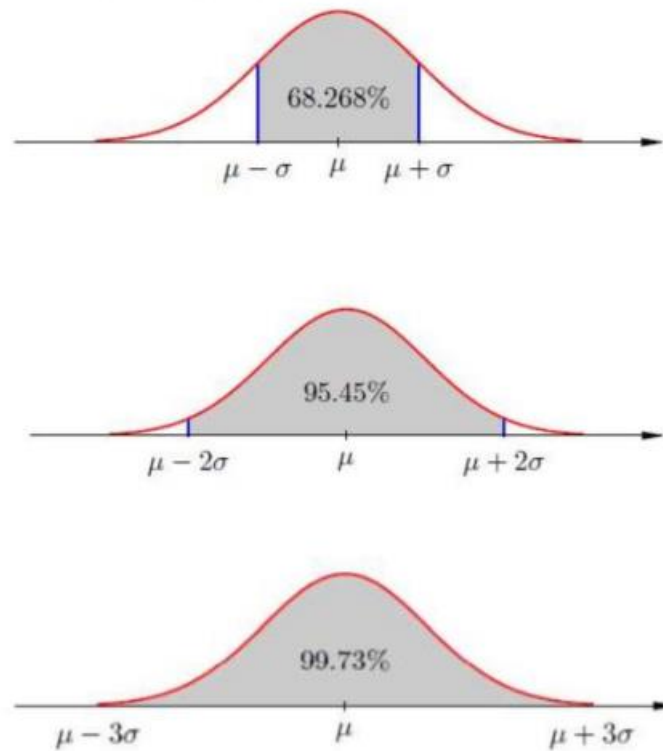 68.268%
μ − σ μ μ + σ
95.45%
μ − 2σ μ μ + 2σ
99.73%
μ − 3σ μ μ + 3σ